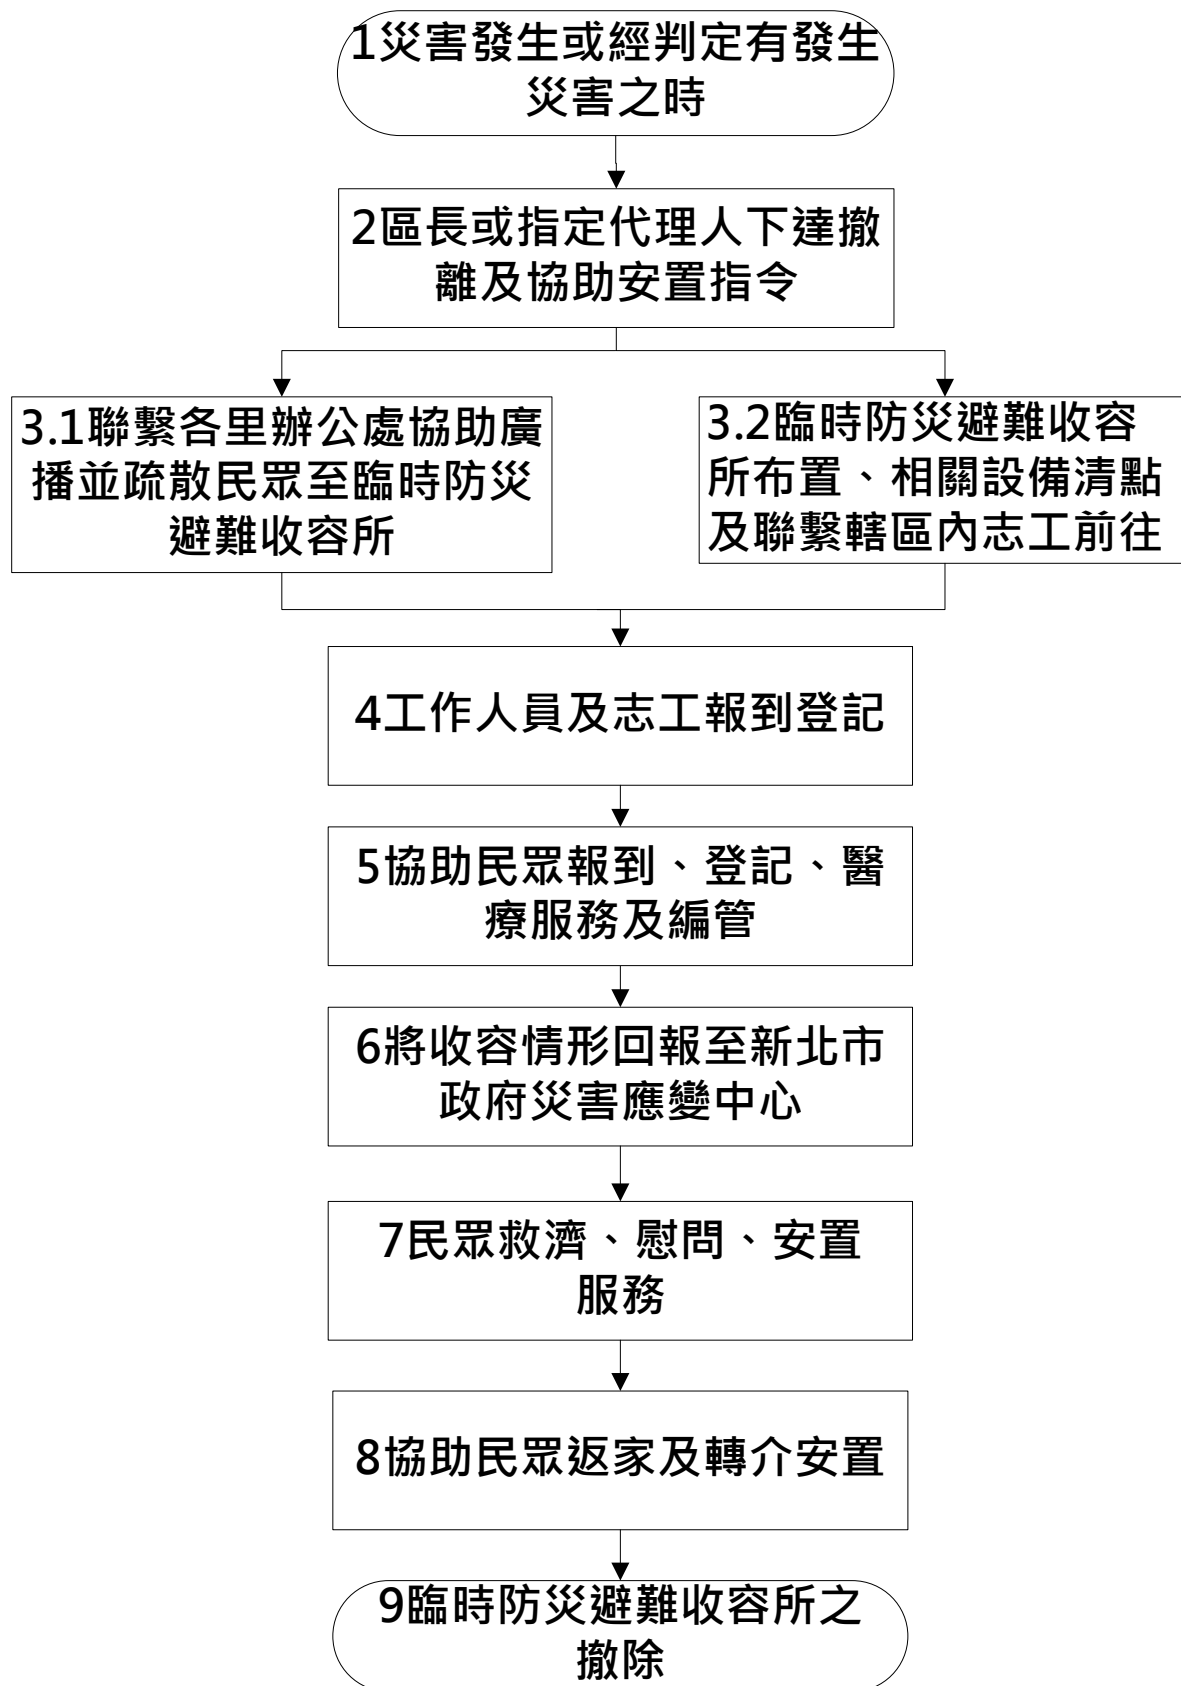 1災害發生或經判定有發生
災害之時
2區長或指定代理人下達撤
離及協助安置指令
3.1聯繫各里辦公處協助廣
播並疏散民眾至臨時防災
避難收容所
3.2臨時防災避難收容
所布置、相關設備清點
及聯繫轄區內志工前往
4工作人員及志工報到登記
5協助民眾報到、登記、醫
療服務及編管
6將收容情形回報至新北市
政府災害應變中心
7民眾救濟、慰問、安置
服務
8協助民眾返家及轉介安置
9臨時防災避難收容所之
撤除